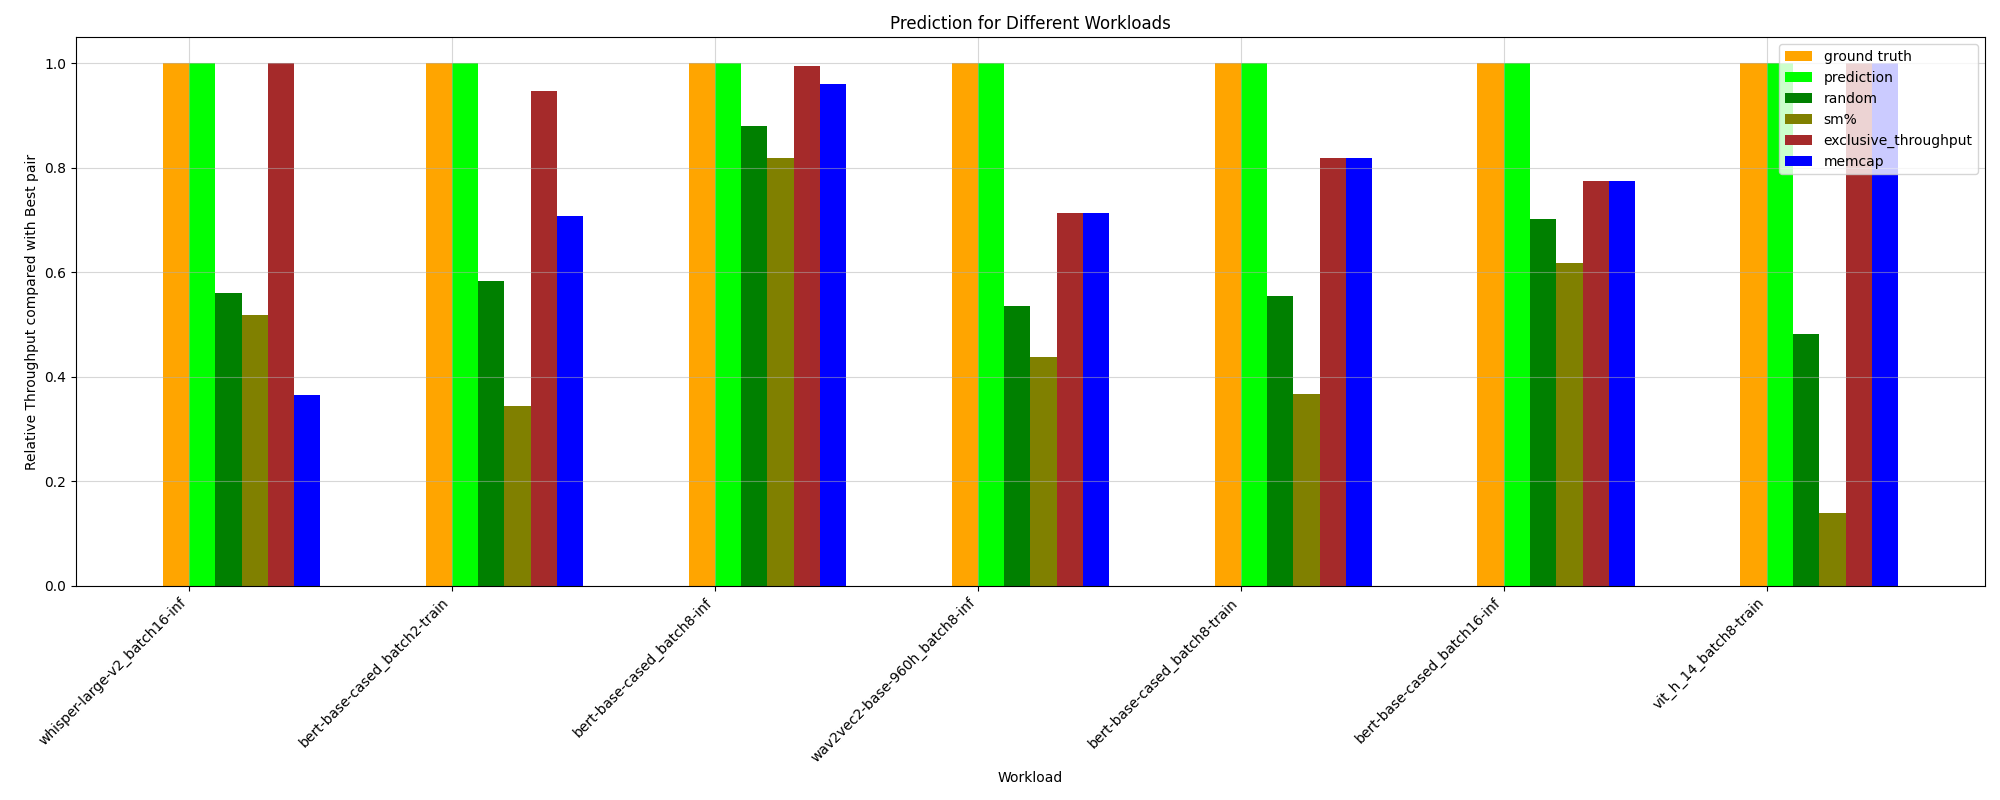 Prediction for Different Workloads
Relative Throughput compared with Best pair
1.0
0.8
0.6
0.4
0.2
0.0
ground truth
prediction
random
sm%
exclusive_throughput
memcap
whisper-large-v2_batch16-inf
bert-base-cased_batch2-train
bert-base-cased_batch8-inf
wav2vec2-base-960h_batch8-inf
bert-base-cased_batch8-train
bert-base-cased_batch16-inf
vit_h_14_batch8-train
Workload